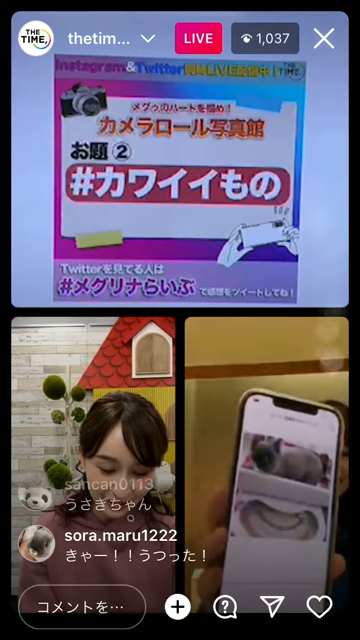 THE TIME,
thetim...
LIVE
1,037
Instagram&Twitter同時LIVE配信中!
THE TIME,
メグゥのハートを掴め!
カメラロール写真館
お題②
#カワイイもの
Twitterを見てる人は
#メグリナらいぶ で感想をツイートしてね!
sancan0113
うさぎちゃん
sora.maru1222
きゃー!!うつった!
コメントを…